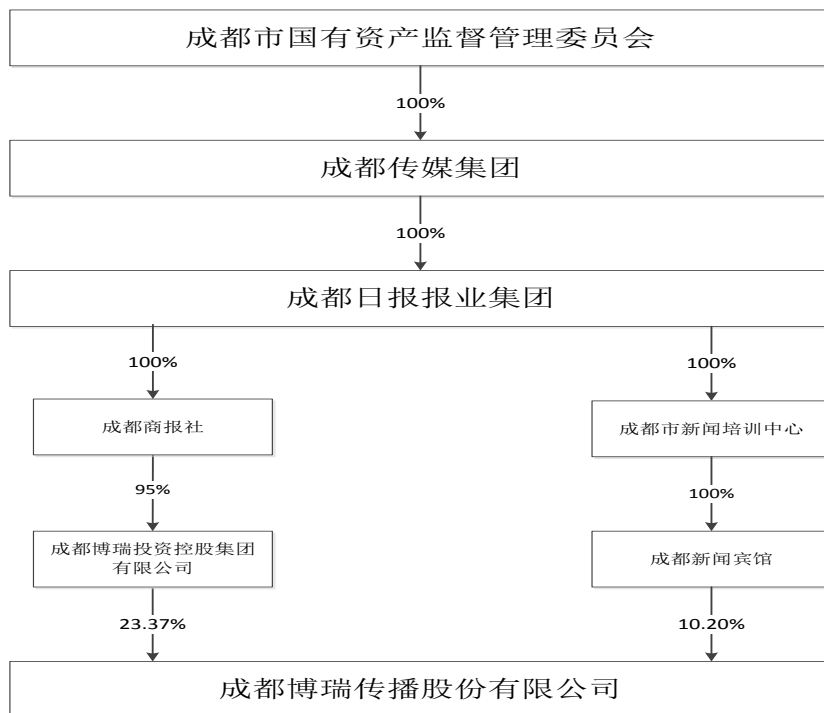 成都市国有资产监督管理委员会
100%
成都传媒集团
100%
成都日报报业集团
100%
100%
成都商报社
成都市新闻培训中心
95%
100%
成都博瑞投资控股集团
有限公司
成都新闻宾馆
23.37%
10.20%
成都博瑞传播股份有限公司